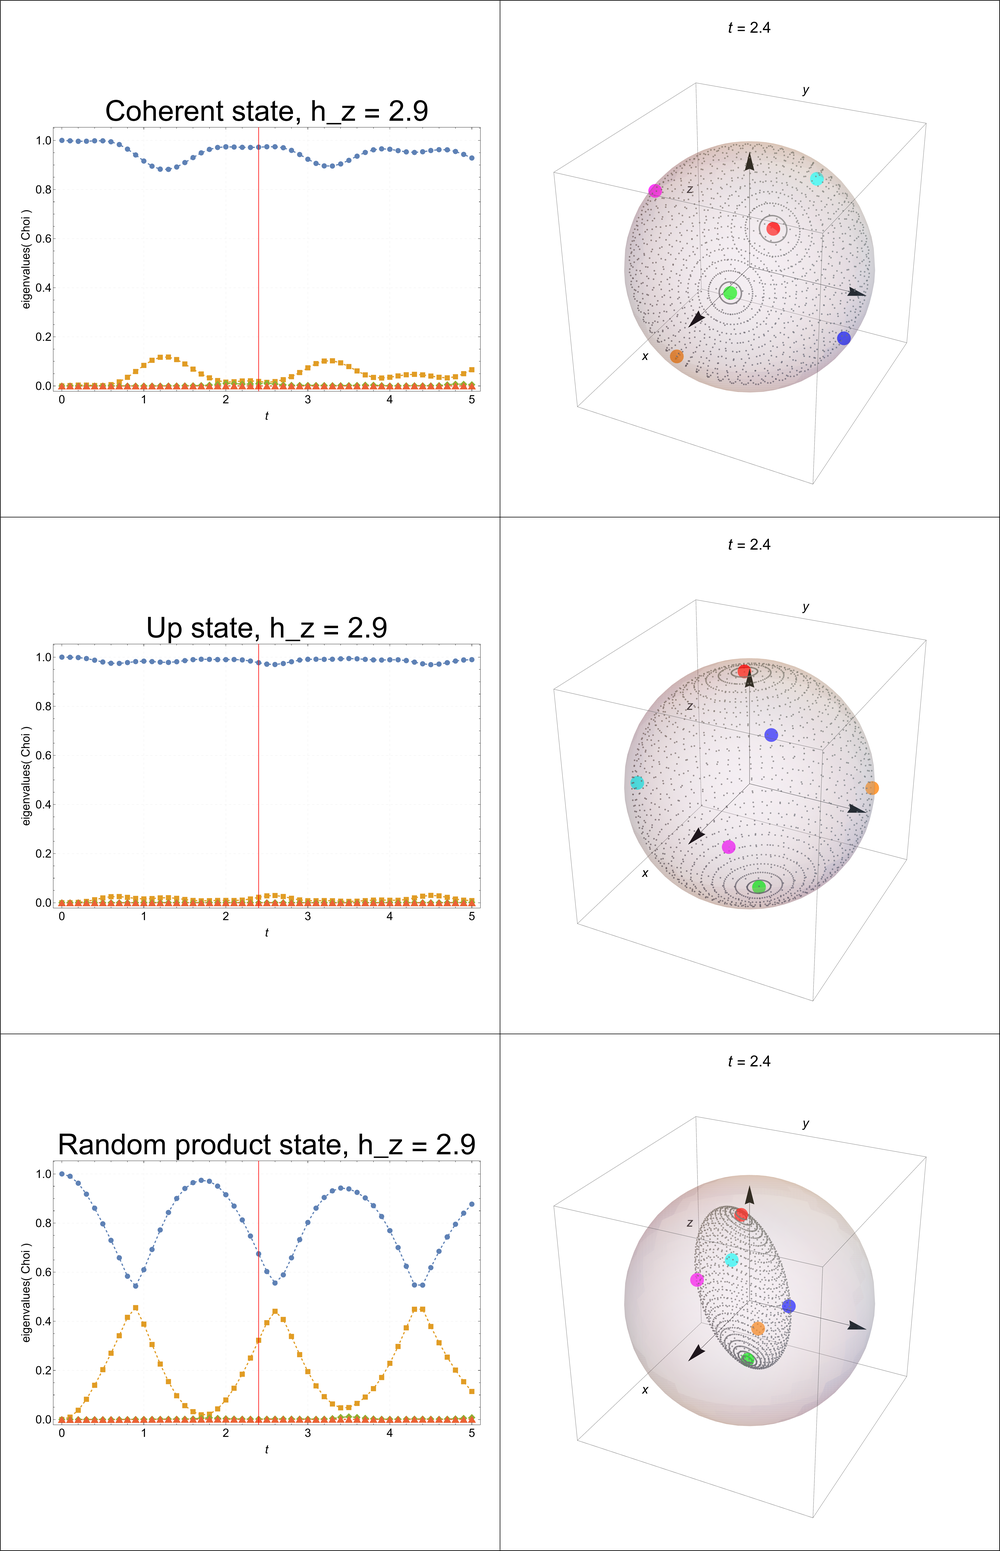 t = 2.4
y
Coherent state, h_z = 2.9
1.0
0.8
z
0.6
eigenvalues( Choi )
0.4
x
0.2
0.0
0 1 2 3 4 5
t
t = 2.4
y
Up state, h_z = 2.9
1.0
0.8
z
0.6
eigenvalues( Choi )
0.4
x
0.2
0.0
0 1 2 3 4 5
t
t = 2.4
y
Random product state, h_z = 2.9
1.0
0.8
z
0.6
eigenvalues( Choi )
0.4
x
0.2
0.0
0 1 2 3 4 5
t